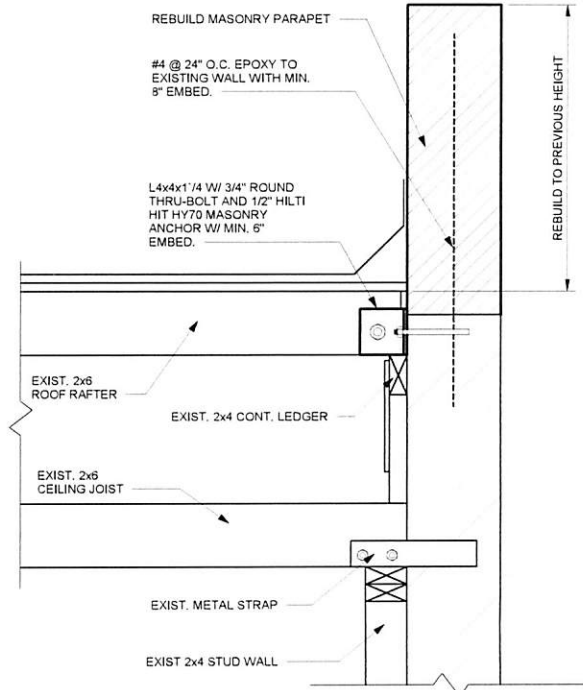 REBUILD MASONRY PARAPET
#4 @ 24" O.C. EPOXY TO
EXISTING WALL WITH MIN.
8" EMBED.
REBUILD TO PREVIOUS HEIGHT
L4x4x1'/4 W/ 3/4" ROUND
THRU-BOLT AND 1/2" HILTI
HIT HY70 MASONRY
ANCHOR W/ MIN. 6"
EMBED.
EXIST. 2x6
ROOF RAFTER
EXIST. 2x4 CONT. LEDGER
EXIST. 2x6
CEILING JOIST
EXIST. METAL STRAP
EXIST 2x4 STUD WALL